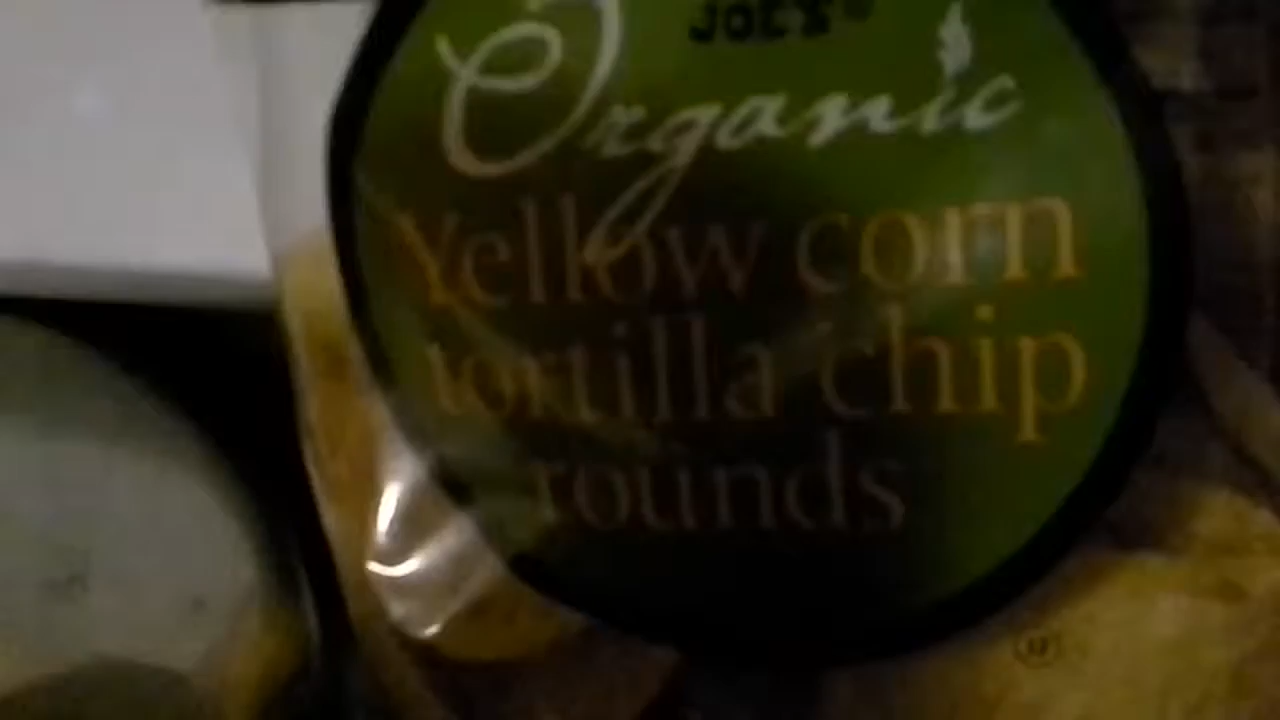 JOE'S®
Organic
Yellow corn
tortilla chip
rounds